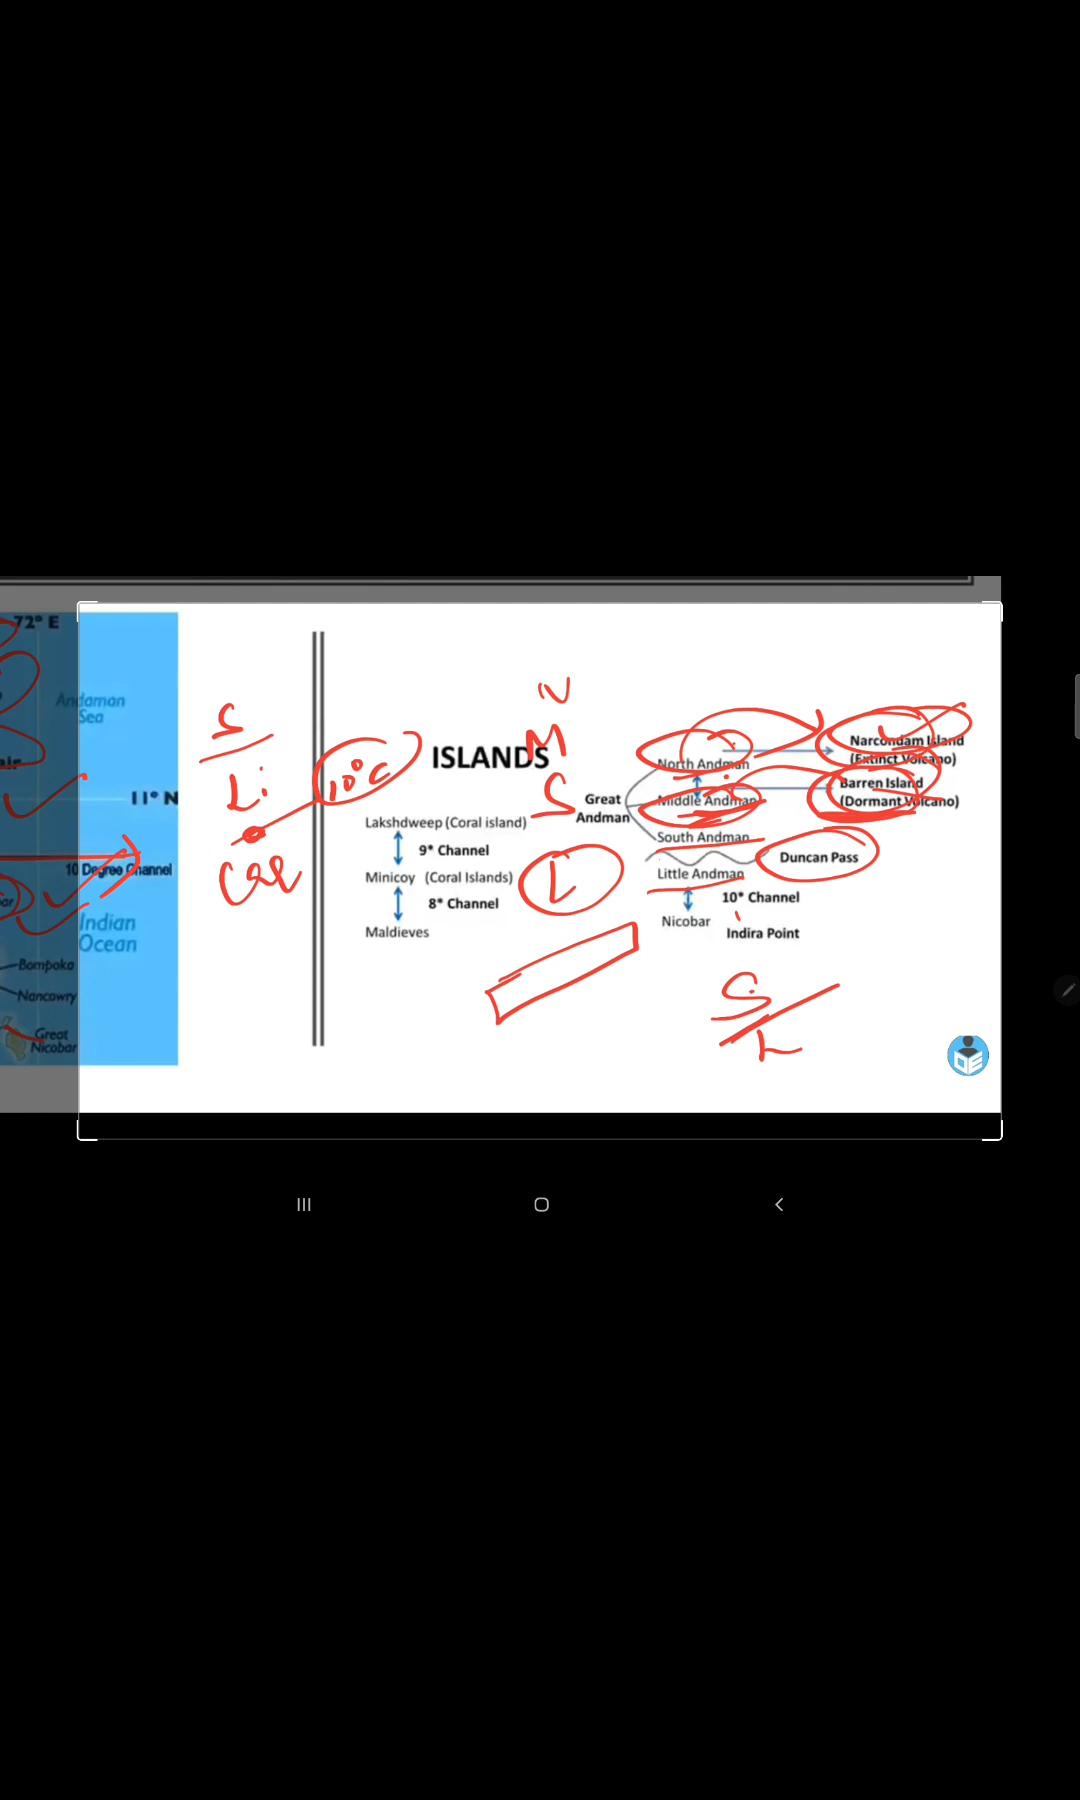 72° E
Andaman
Sea
11° N
10 Degree Channel
Indian
Ocean
Bompoka
Nancowry
Great
Nicobar
S
Li
10°C
Car
ISLANDS
Lakshdweep (Coral island)
9° Channel
Minicoy (Coral Islands)
8° Channel
Maldieves
N
M
S
L
Great
Andman
North Andman
Middle Andman
South Andman
Little Andman
Nicobar
Narcondam Island
(Extinct Volcano)
Barren Island
(Dormant Volcano)
Duncan Pass
10° Channel
Indira Point
S
L